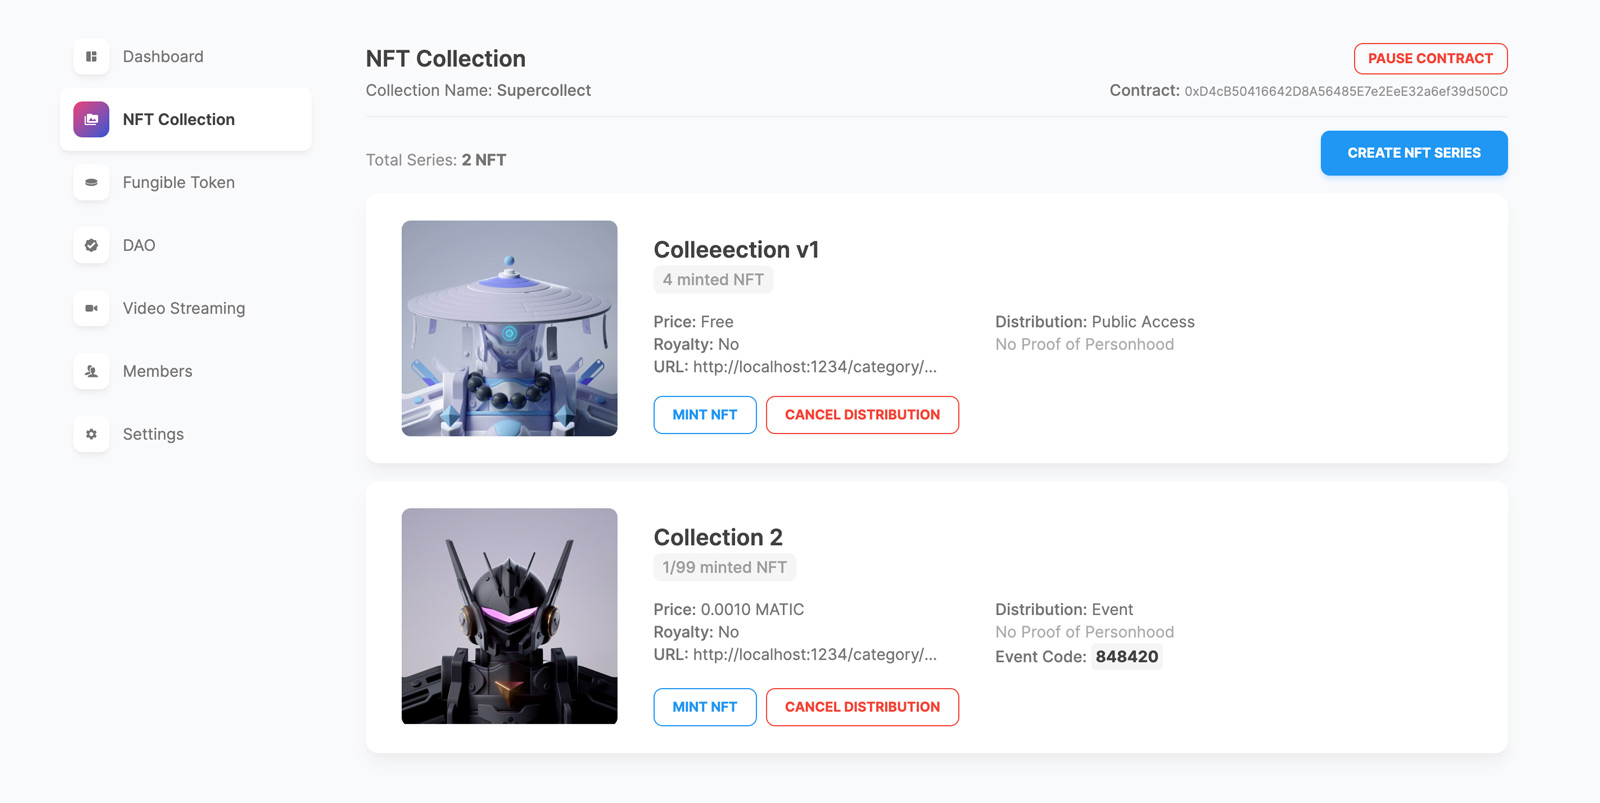 Dashboard
NFT Collection
Fungible Token
DAO
Video Streaming
Members
Settings
NFT Collection
PAUSE CONTRACT
Collection Name: Supercollect
Contract: 0xD4cB50416642D8A56485E7e2EeE32a6ef39d50CD
Total Series: 2 NFT
CREATE NFT SERIES
Colleeection v1
4 minted NFT
Price: Free
Royalty: No
URL: http://localhost:1234/category/...
Distribution: Public Access
No Proof of Personhood
MINT NFT
CANCEL DISTRIBUTION
Collection 2
1/99 minted NFT
Price: 0.0010 MATIC
Royalty: No
URL: http://localhost:1234/category/...
Distribution: Event
No Proof of Personhood
Event Code: 848420
MINT NFT
CANCEL DISTRIBUTION